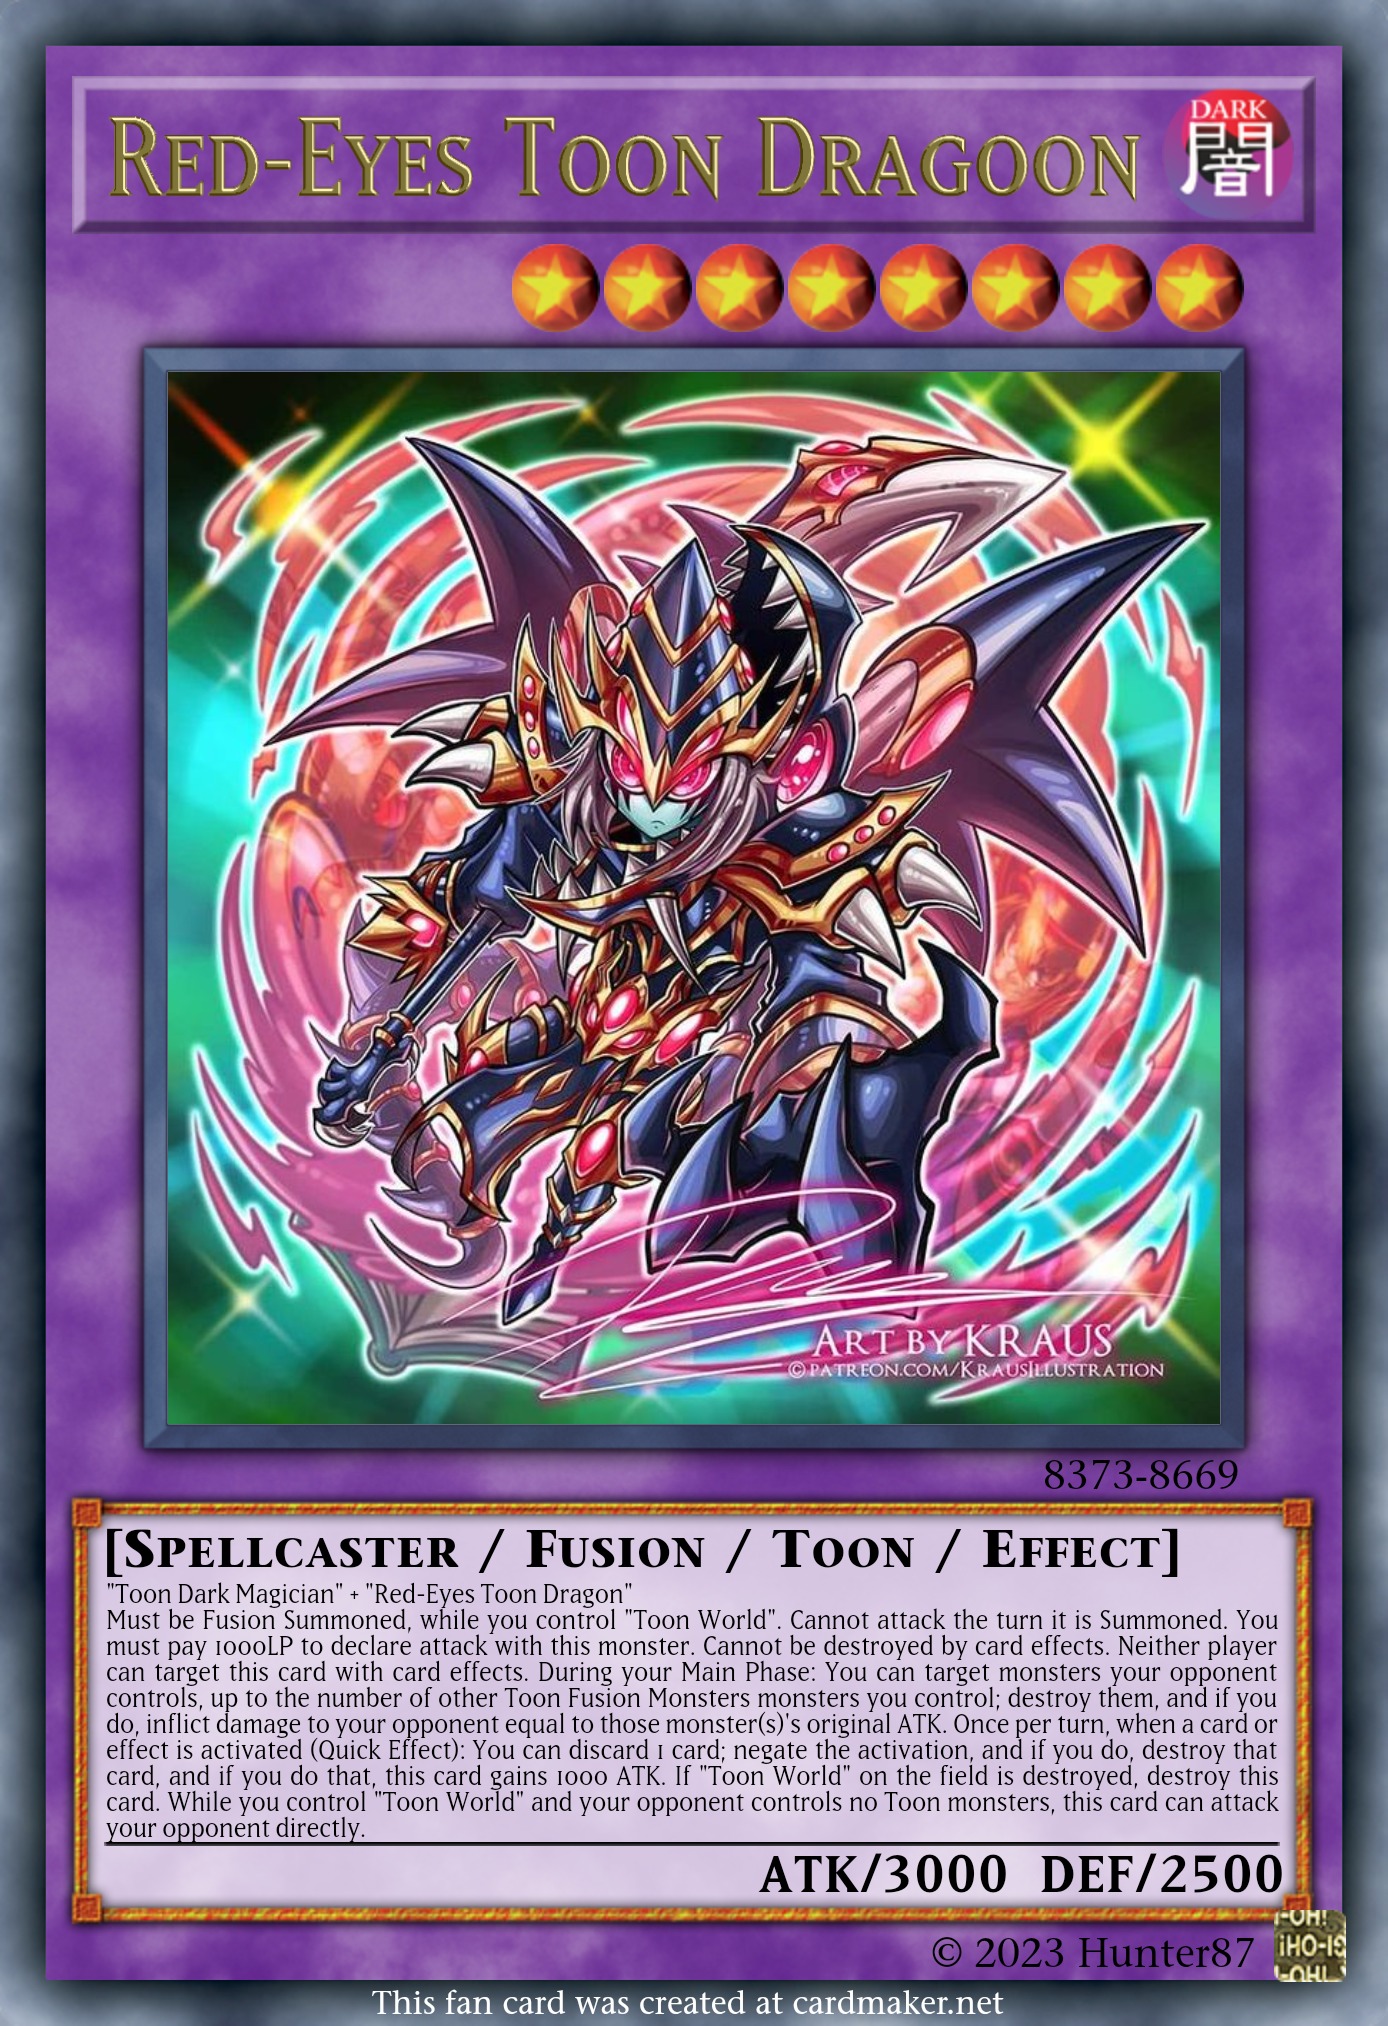 Red-Eyes Toon Dragoon
DARK
闇
Art by KRAUS
©patreon.com/KrausIllustration
8373-8669
[Spellcaster / Fusion / Toon / Effect]
"Toon Dark Magician" + "Red-Eyes Toon Dragon"
Must be Fusion Summoned, while you control "Toon World". Cannot attack the turn it is Summoned. You
must pay 1000LP to declare attack with this monster. Cannot be destroyed by card effects. Neither player
can target this card with card effects. During your Main Phase: You can target monsters your opponent
controls, up to the number of other Toon Fusion Monsters monsters you control; destroy them, and if you
do, inflict damage to your opponent equal to those monster(s)'s original ATK. Once per turn, when a card or
effect is activated (Quick Effect): You can discard 1 card; negate the activation, and if you do, destroy that
card, and if you do that, this card gains 1000 ATK. If "Toon World" on the field is destroyed, destroy this
card. While you control "Toon World" and your opponent controls no Toon monsters, this card can attack
your opponent directly.
ATK/3000 DEF/2500
© 2023 Hunter87
This fan card was created at cardmaker.net